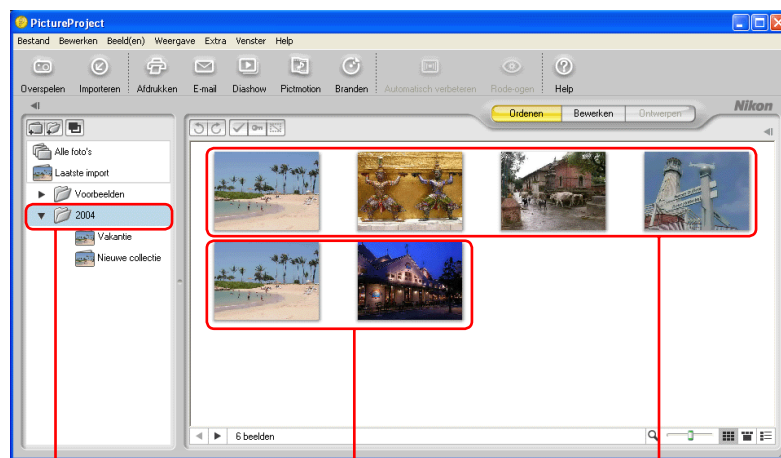 PictureProject
Bestand Bewerken Beeld(en) Weergave Extra Venster Help
Overspelen Importeren Afdrukken E-mail Diashow Pictmotion Branden Automatisch verbeteren Rode-ogen Help
Ordenen Bewerken Ontwerpen Nikon
Alle foto's
Laatste import
Voorbeelden
2004
Vakantie
Nieuwe collectie
6 beelden